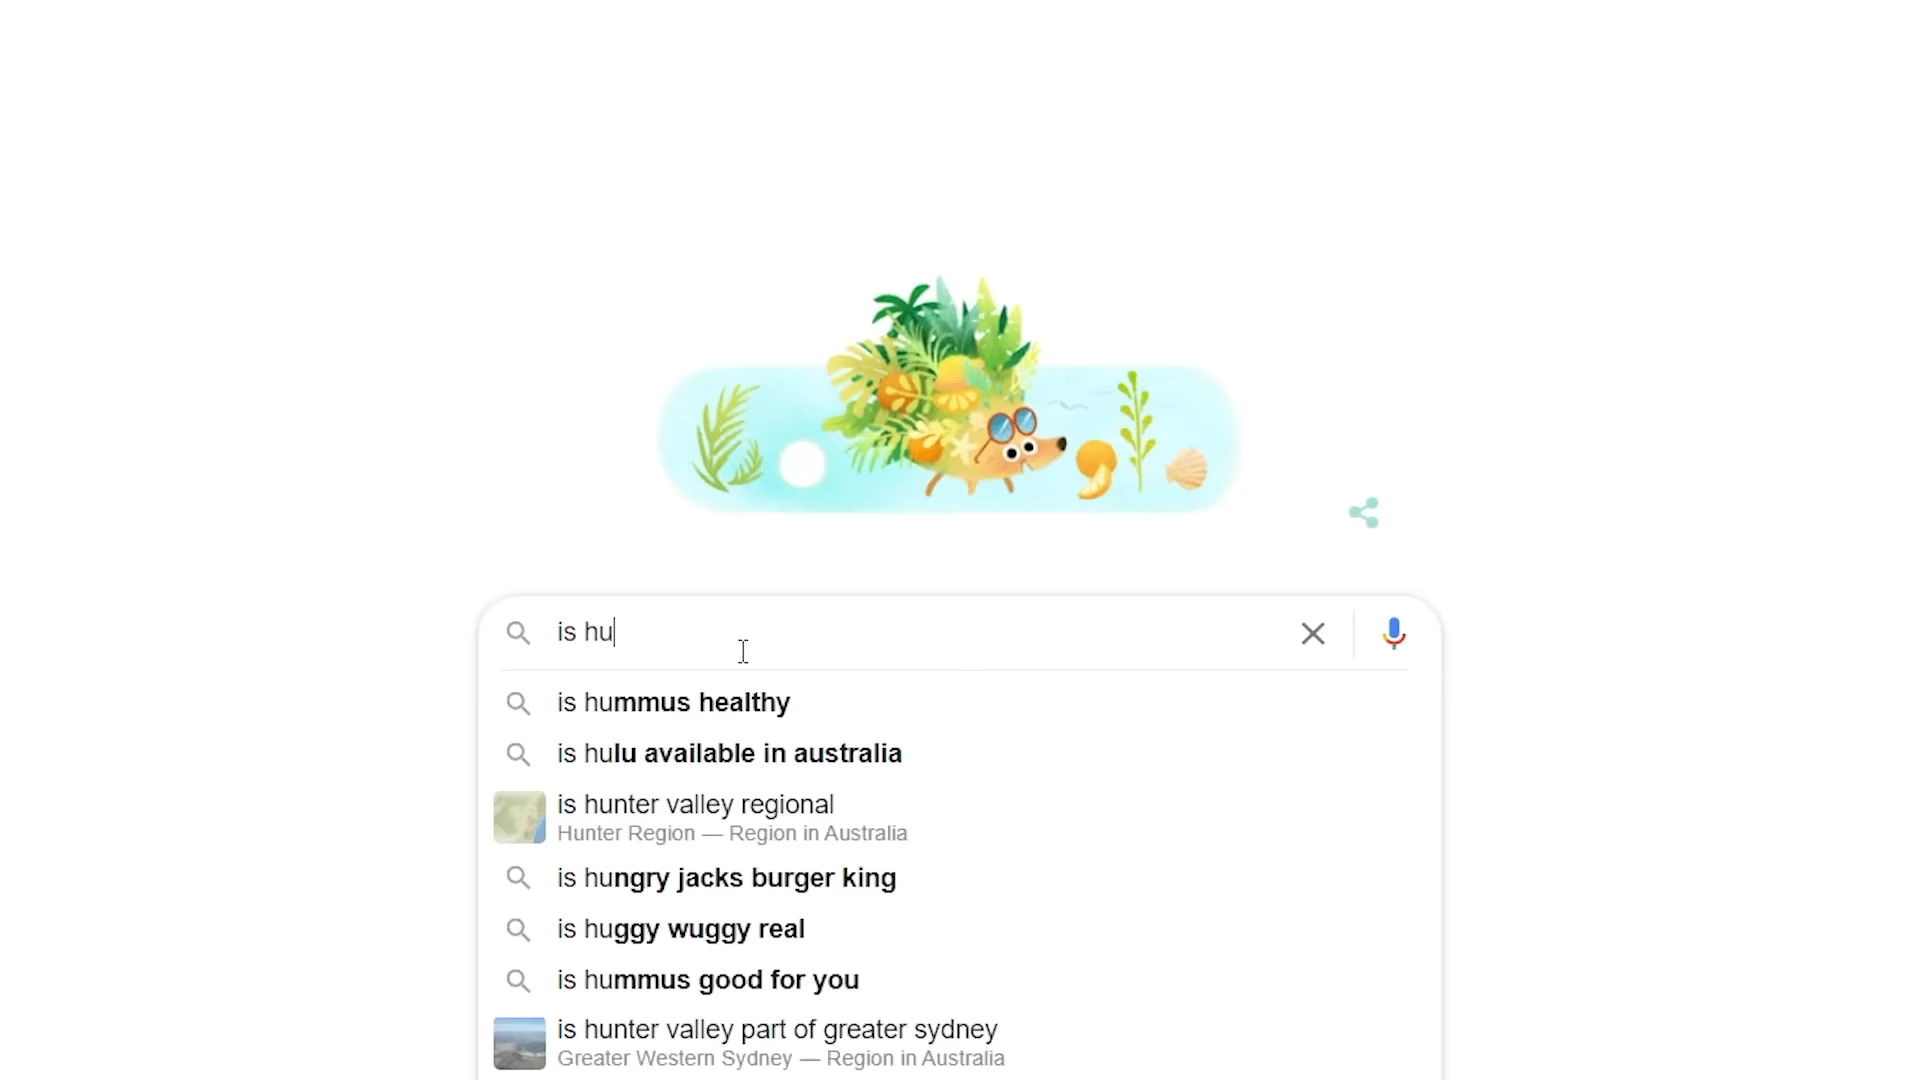 is hu
is hummus healthy
is hulu available in australia
is hunter valley regional
Hunter Region — Region in Australia
is hungry jacks burger king
is huggy wuggy real
is hummus good for you
is hunter valley part of greater sydney
Greater Western Sydney — Region in Australia